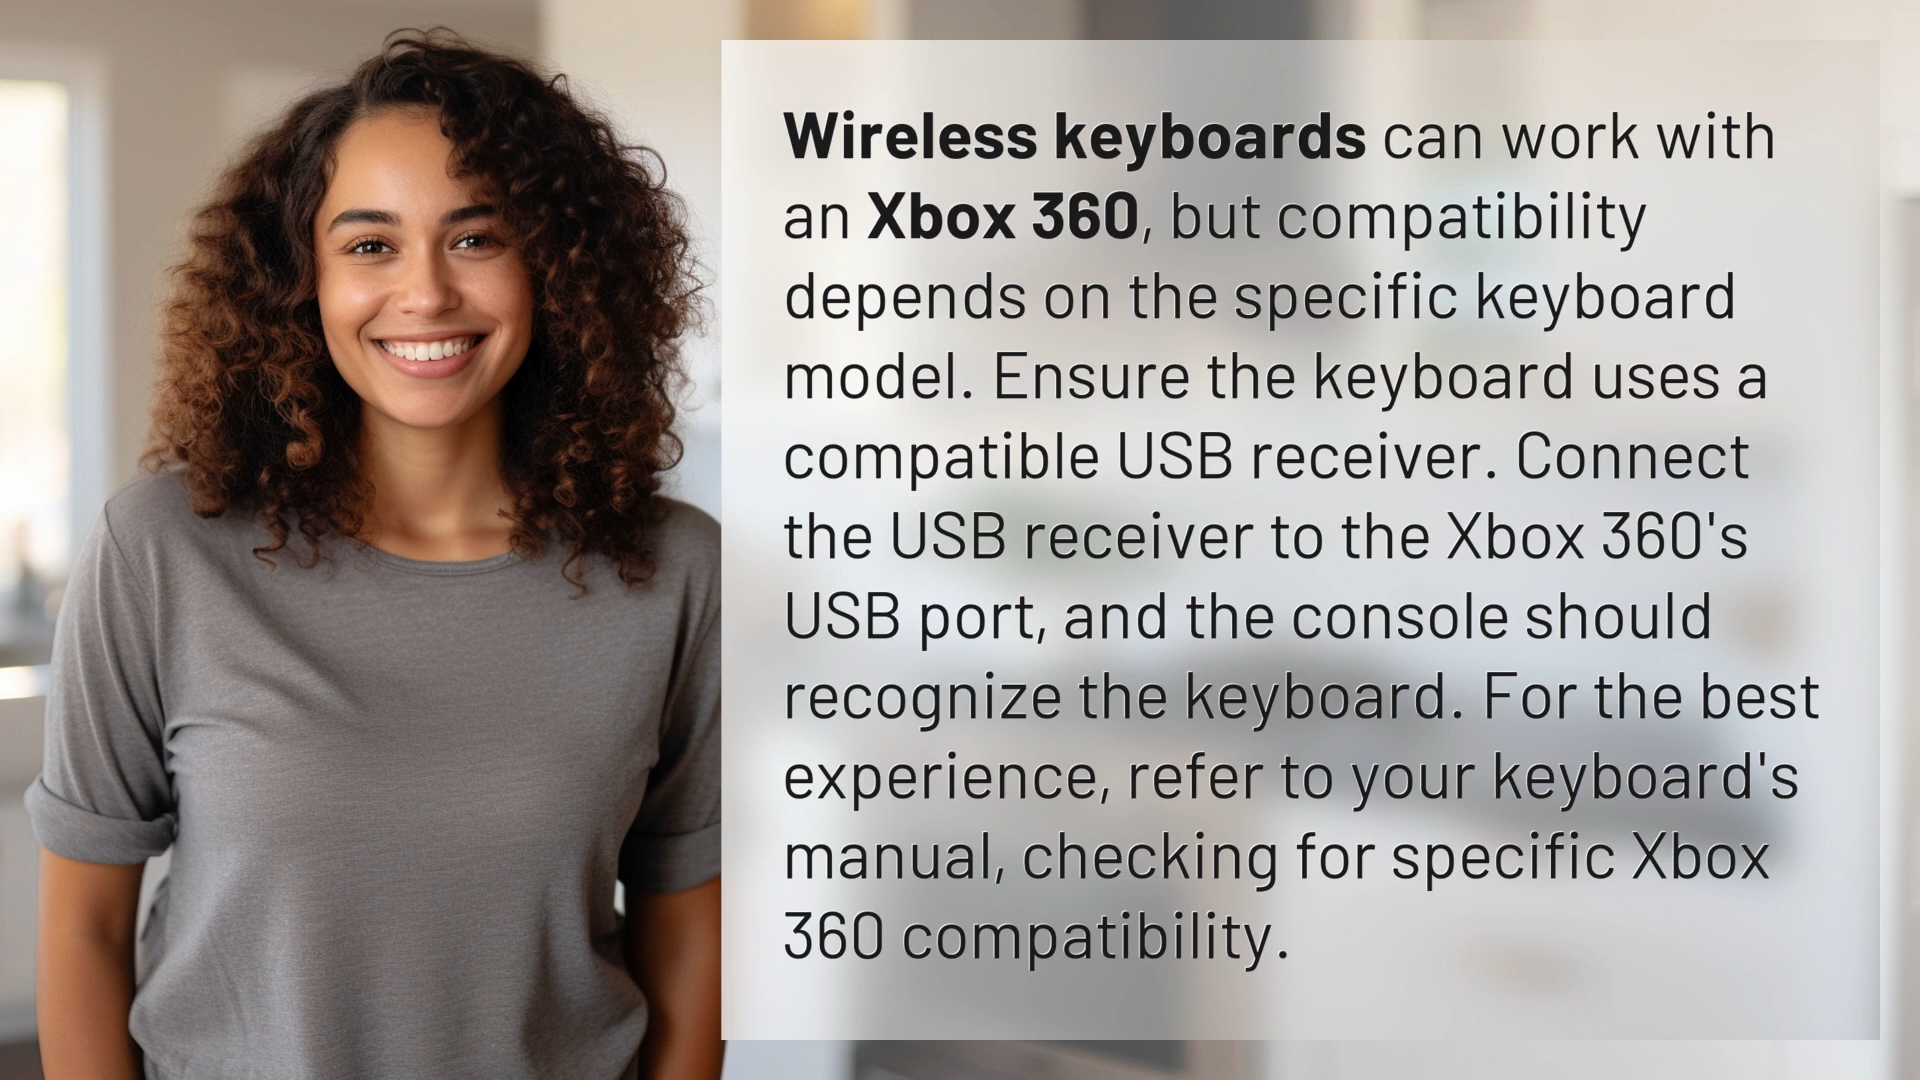 Wireless keyboards can work with
an Xbox 360, but compatibility
depends on the specific keyboard
model. Ensure the keyboard uses a
compatible USB receiver. Connect
the USB receiver to the Xbox 360's
USB port, and the console should
recognize the keyboard. For the best
experience, refer to your keyboard's
manual, checking for specific Xbox
360 compatibility.